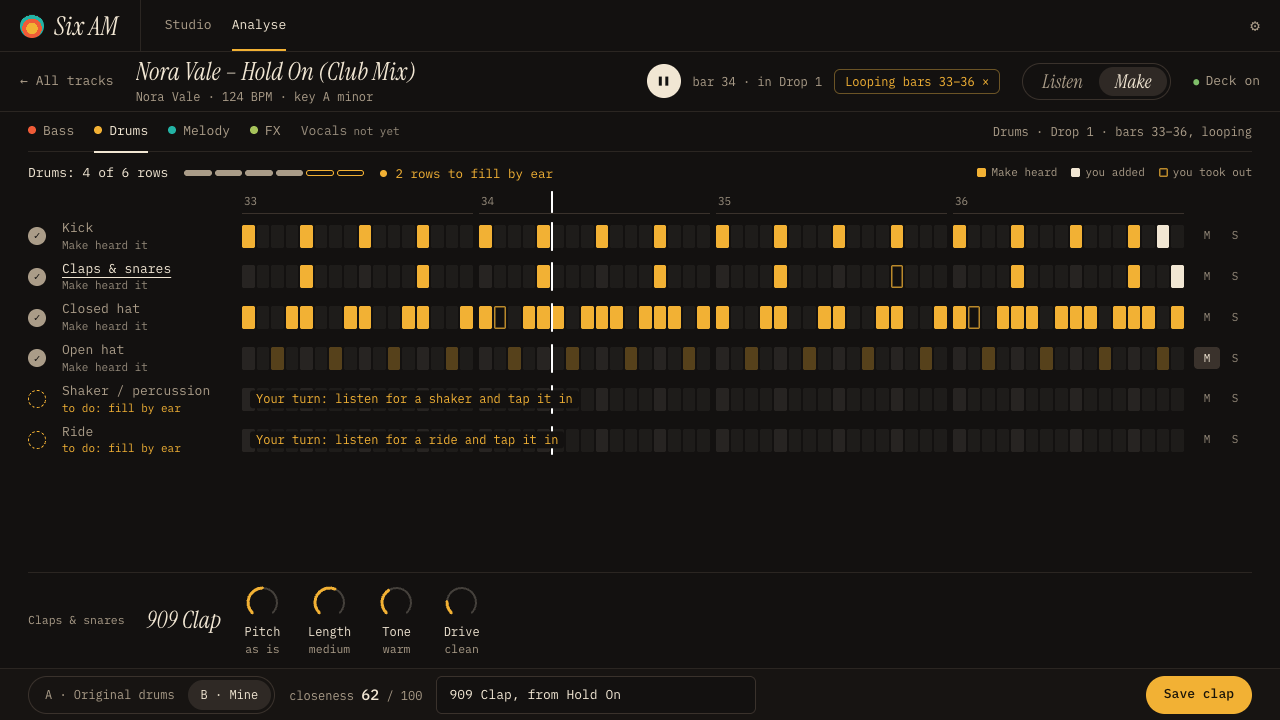 Six AM
Studio
Analyse
⚙
← All tracks
Nora Vale – Hold On (Club Mix)
Nora Vale · 124 BPM · key A minor
bar 34 · in Drop 1
Looping bars 33–36 ×
Listen
Make
Deck on
Bass
Drums
Melody
FX
Vocals not yet
Drums · Drop 1 · bars 33–36, looping
Drums: 4 of 6 rows
2 rows to fill by ear
Make heard
you added
you took out
33
34
35
36
✓
Kick
Make heard it
M
S
✓
Claps & snares
Make heard it
M
S
✓
Closed hat
Make heard it
M
S
✓
Open hat
Make heard it
M
S
Shaker / percussion
to do: fill by ear
Your turn: listen for a shaker and tap it in
M
S
Ride
to do: fill by ear
Your turn: listen for a ride and tap it in
M
S
Claps & snares
909 Clap
Pitch
as is
Length
medium
Tone
warm
Drive
clean
A · Original drums
B · Mine
closeness 62 / 100
909 Clap, from Hold On
Save clap